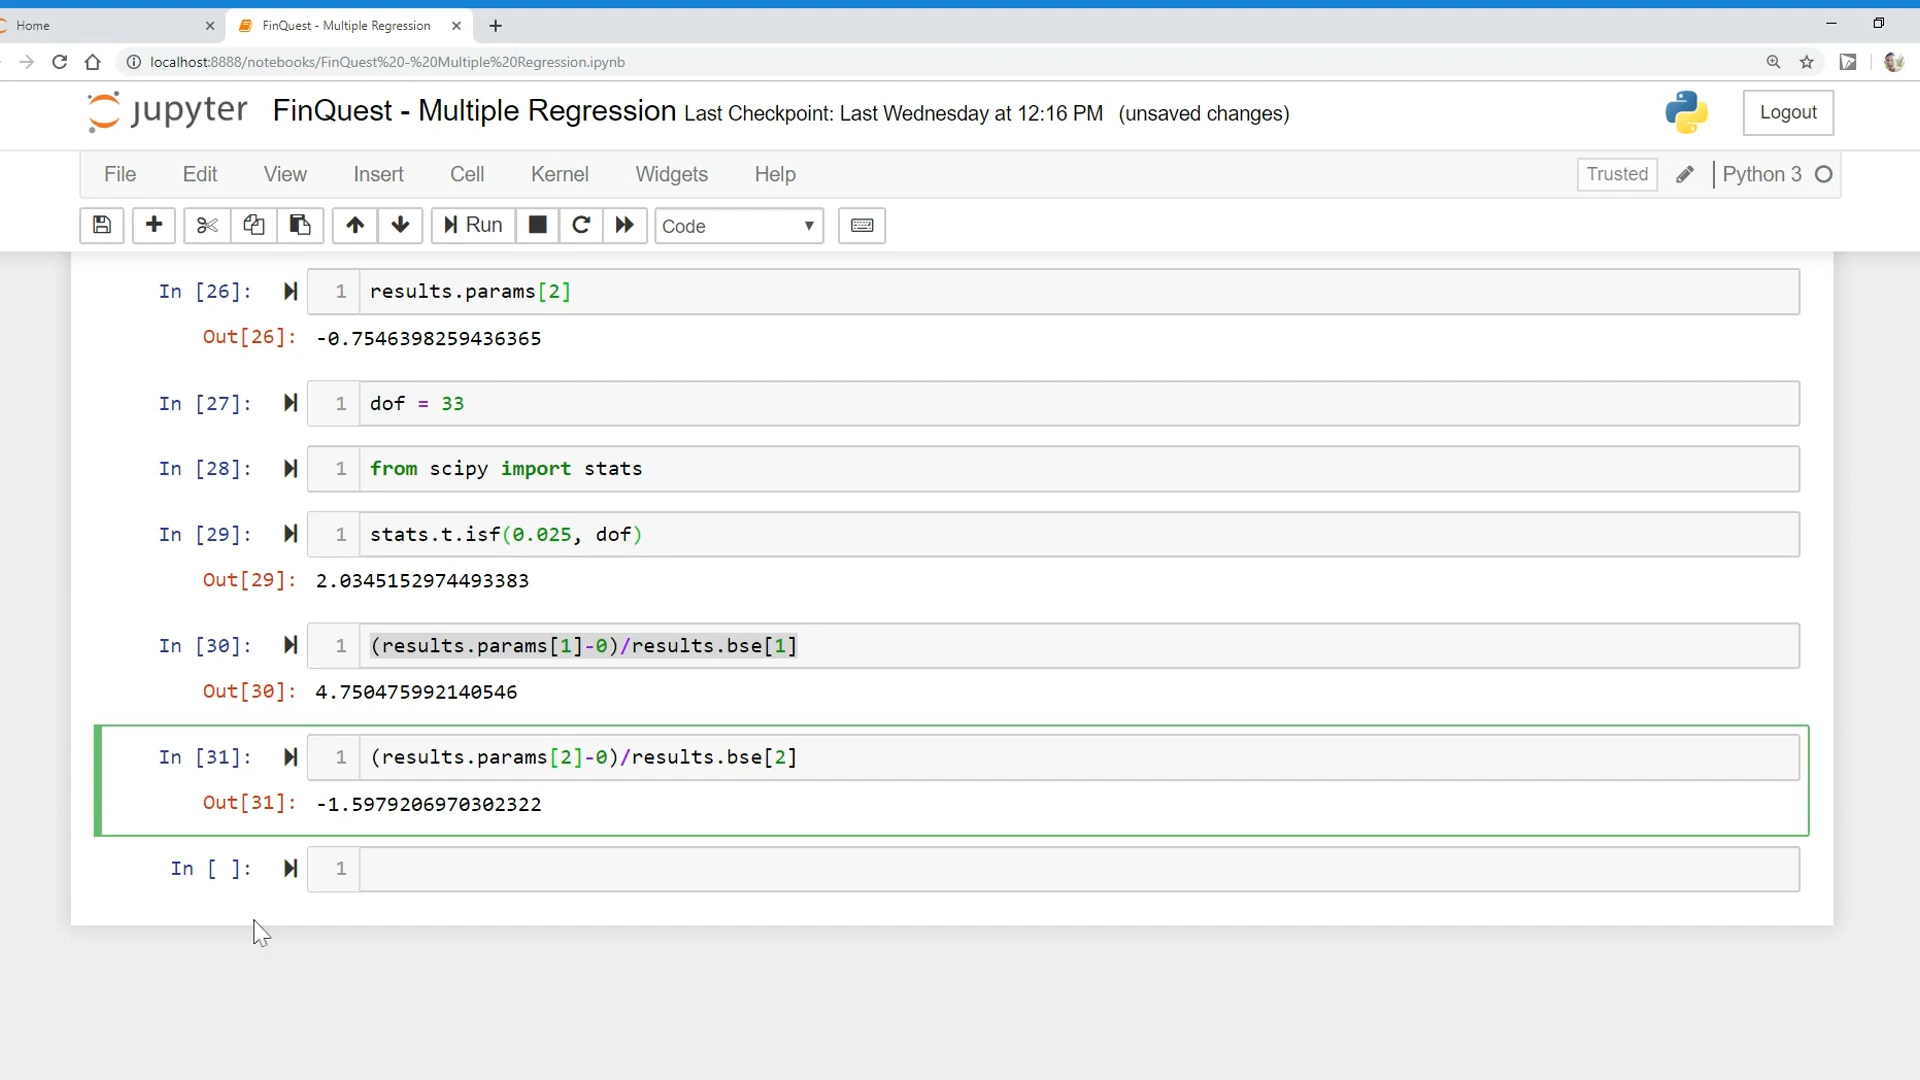 Home
FinQuest - Multiple Regression
localhost:8888/notebooks/FinQuest%20-%20Multiple%20Regression.ipynb
jupyter FinQuest - Multiple Regression Last Checkpoint: Last Wednesday at 12:16 PM (unsaved changes)
Logout
File Edit View Insert Cell Kernel Widgets Help
Trusted Python 3
Run Code
In [26]: 1 results.params[2]
Out[26]: -0.7546398259436365
In [27]: 1 dof = 33
In [28]: 1 from scipy import stats
In [29]: 1 stats.t.isf(0.025, dof)
Out[29]: 2.0345152974493383
In [30]: 1 (results.params[1]-0)/results.bse[1]
Out[30]: 4.750475992140546
In [31]: 1 (results.params[2]-0)/results.bse[2]
Out[31]: -1.5979206970302322
In [ ]: 1